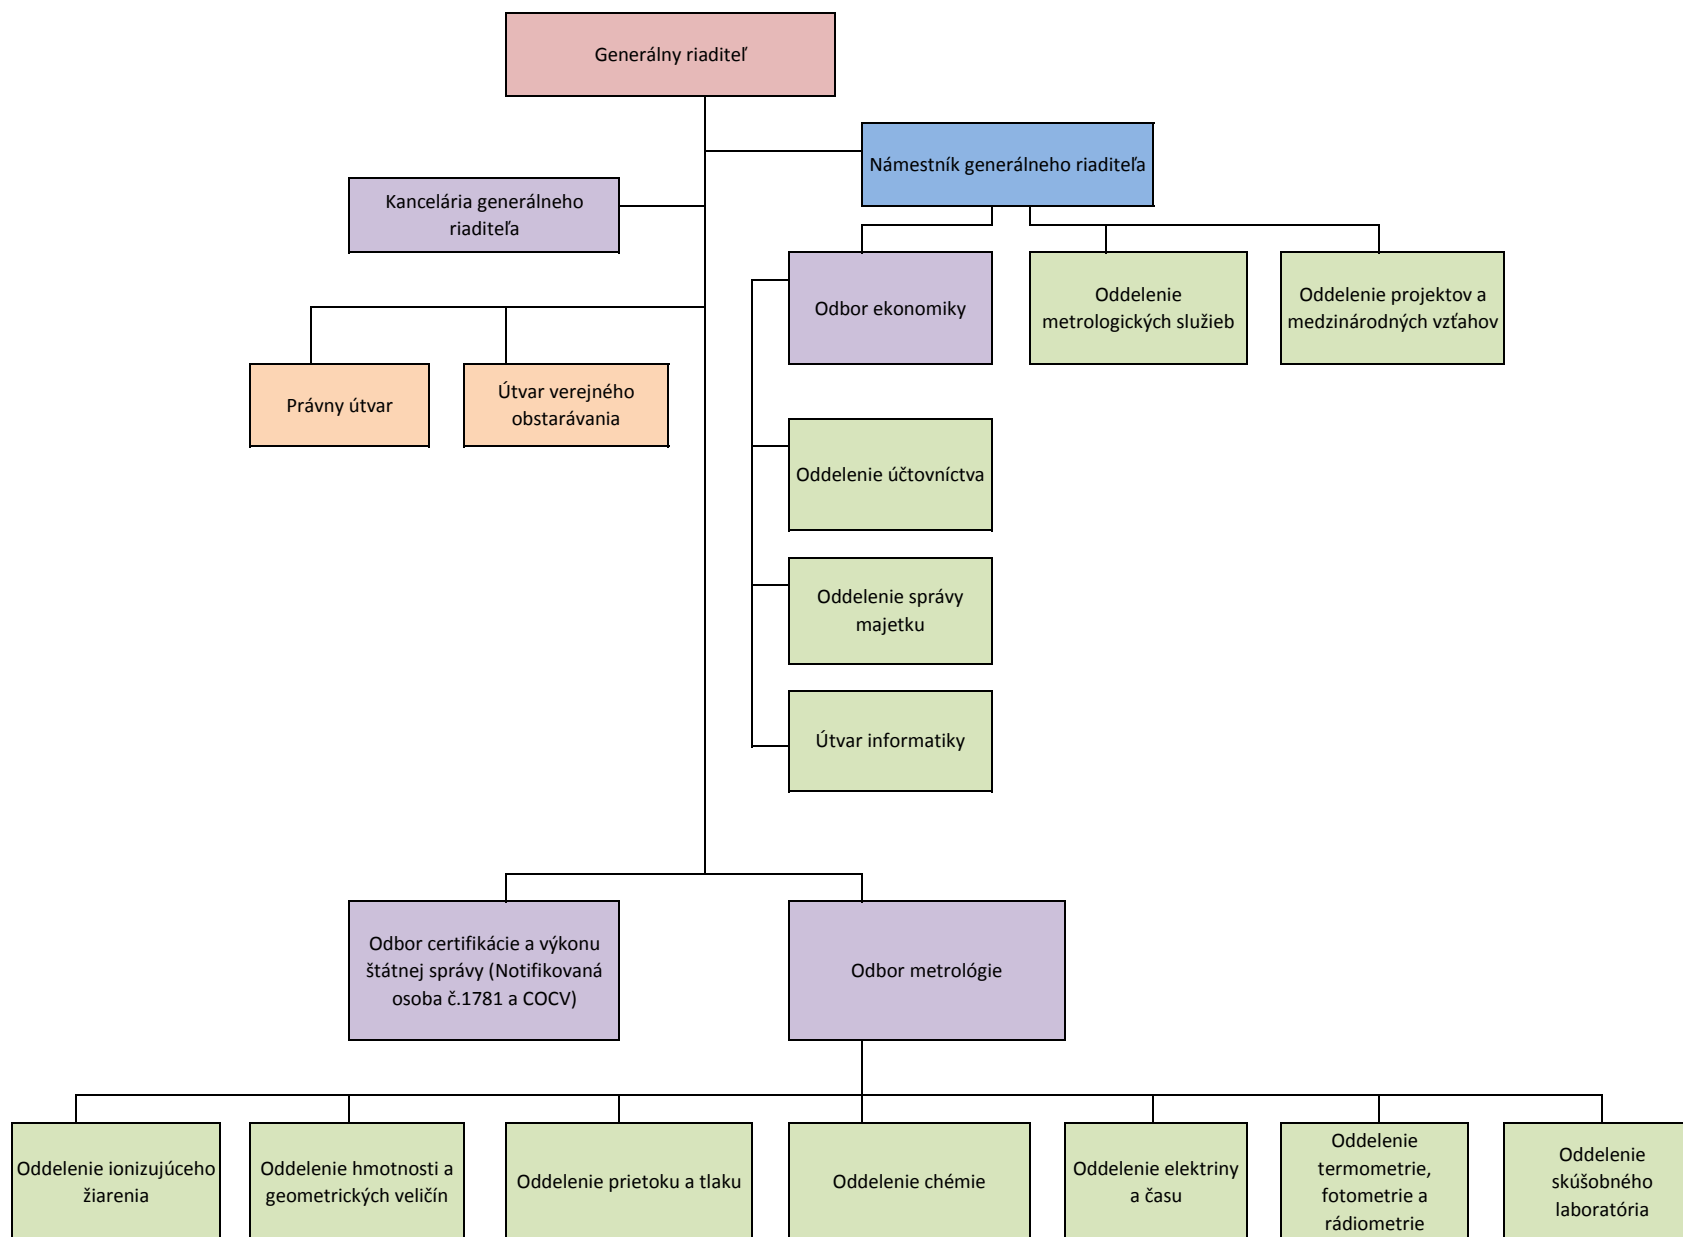 Generálny riaditeľ
Námestník generálneho riaditeľa
Kancelária generálneho
riaditeľa
Odbor ekonomiky
Oddelenie
metrologických služieb
Oddelenie projektov a
medzinárodných vzťahov
Právny útvar
Útvar verejného
obstarávania
Oddelenie účtovníctva
Oddelenie správy
majetku
Útvar informatiky
Odbor certifikácie a výkonu
štátnej správy (Notifikovaná
osoba č.1781 a COCV)
Odbor metrológie
Oddelenie ionizujúceho
žiarenia
Oddelenie hmotnosti a
geometrických veličín
Oddelenie prietoku a tlaku
Oddelenie chémie
Oddelenie elektriny
a času
Oddelenie
termometrie,
fotometrie a
rádiometrie
Oddelenie
skúšobného
laboratória